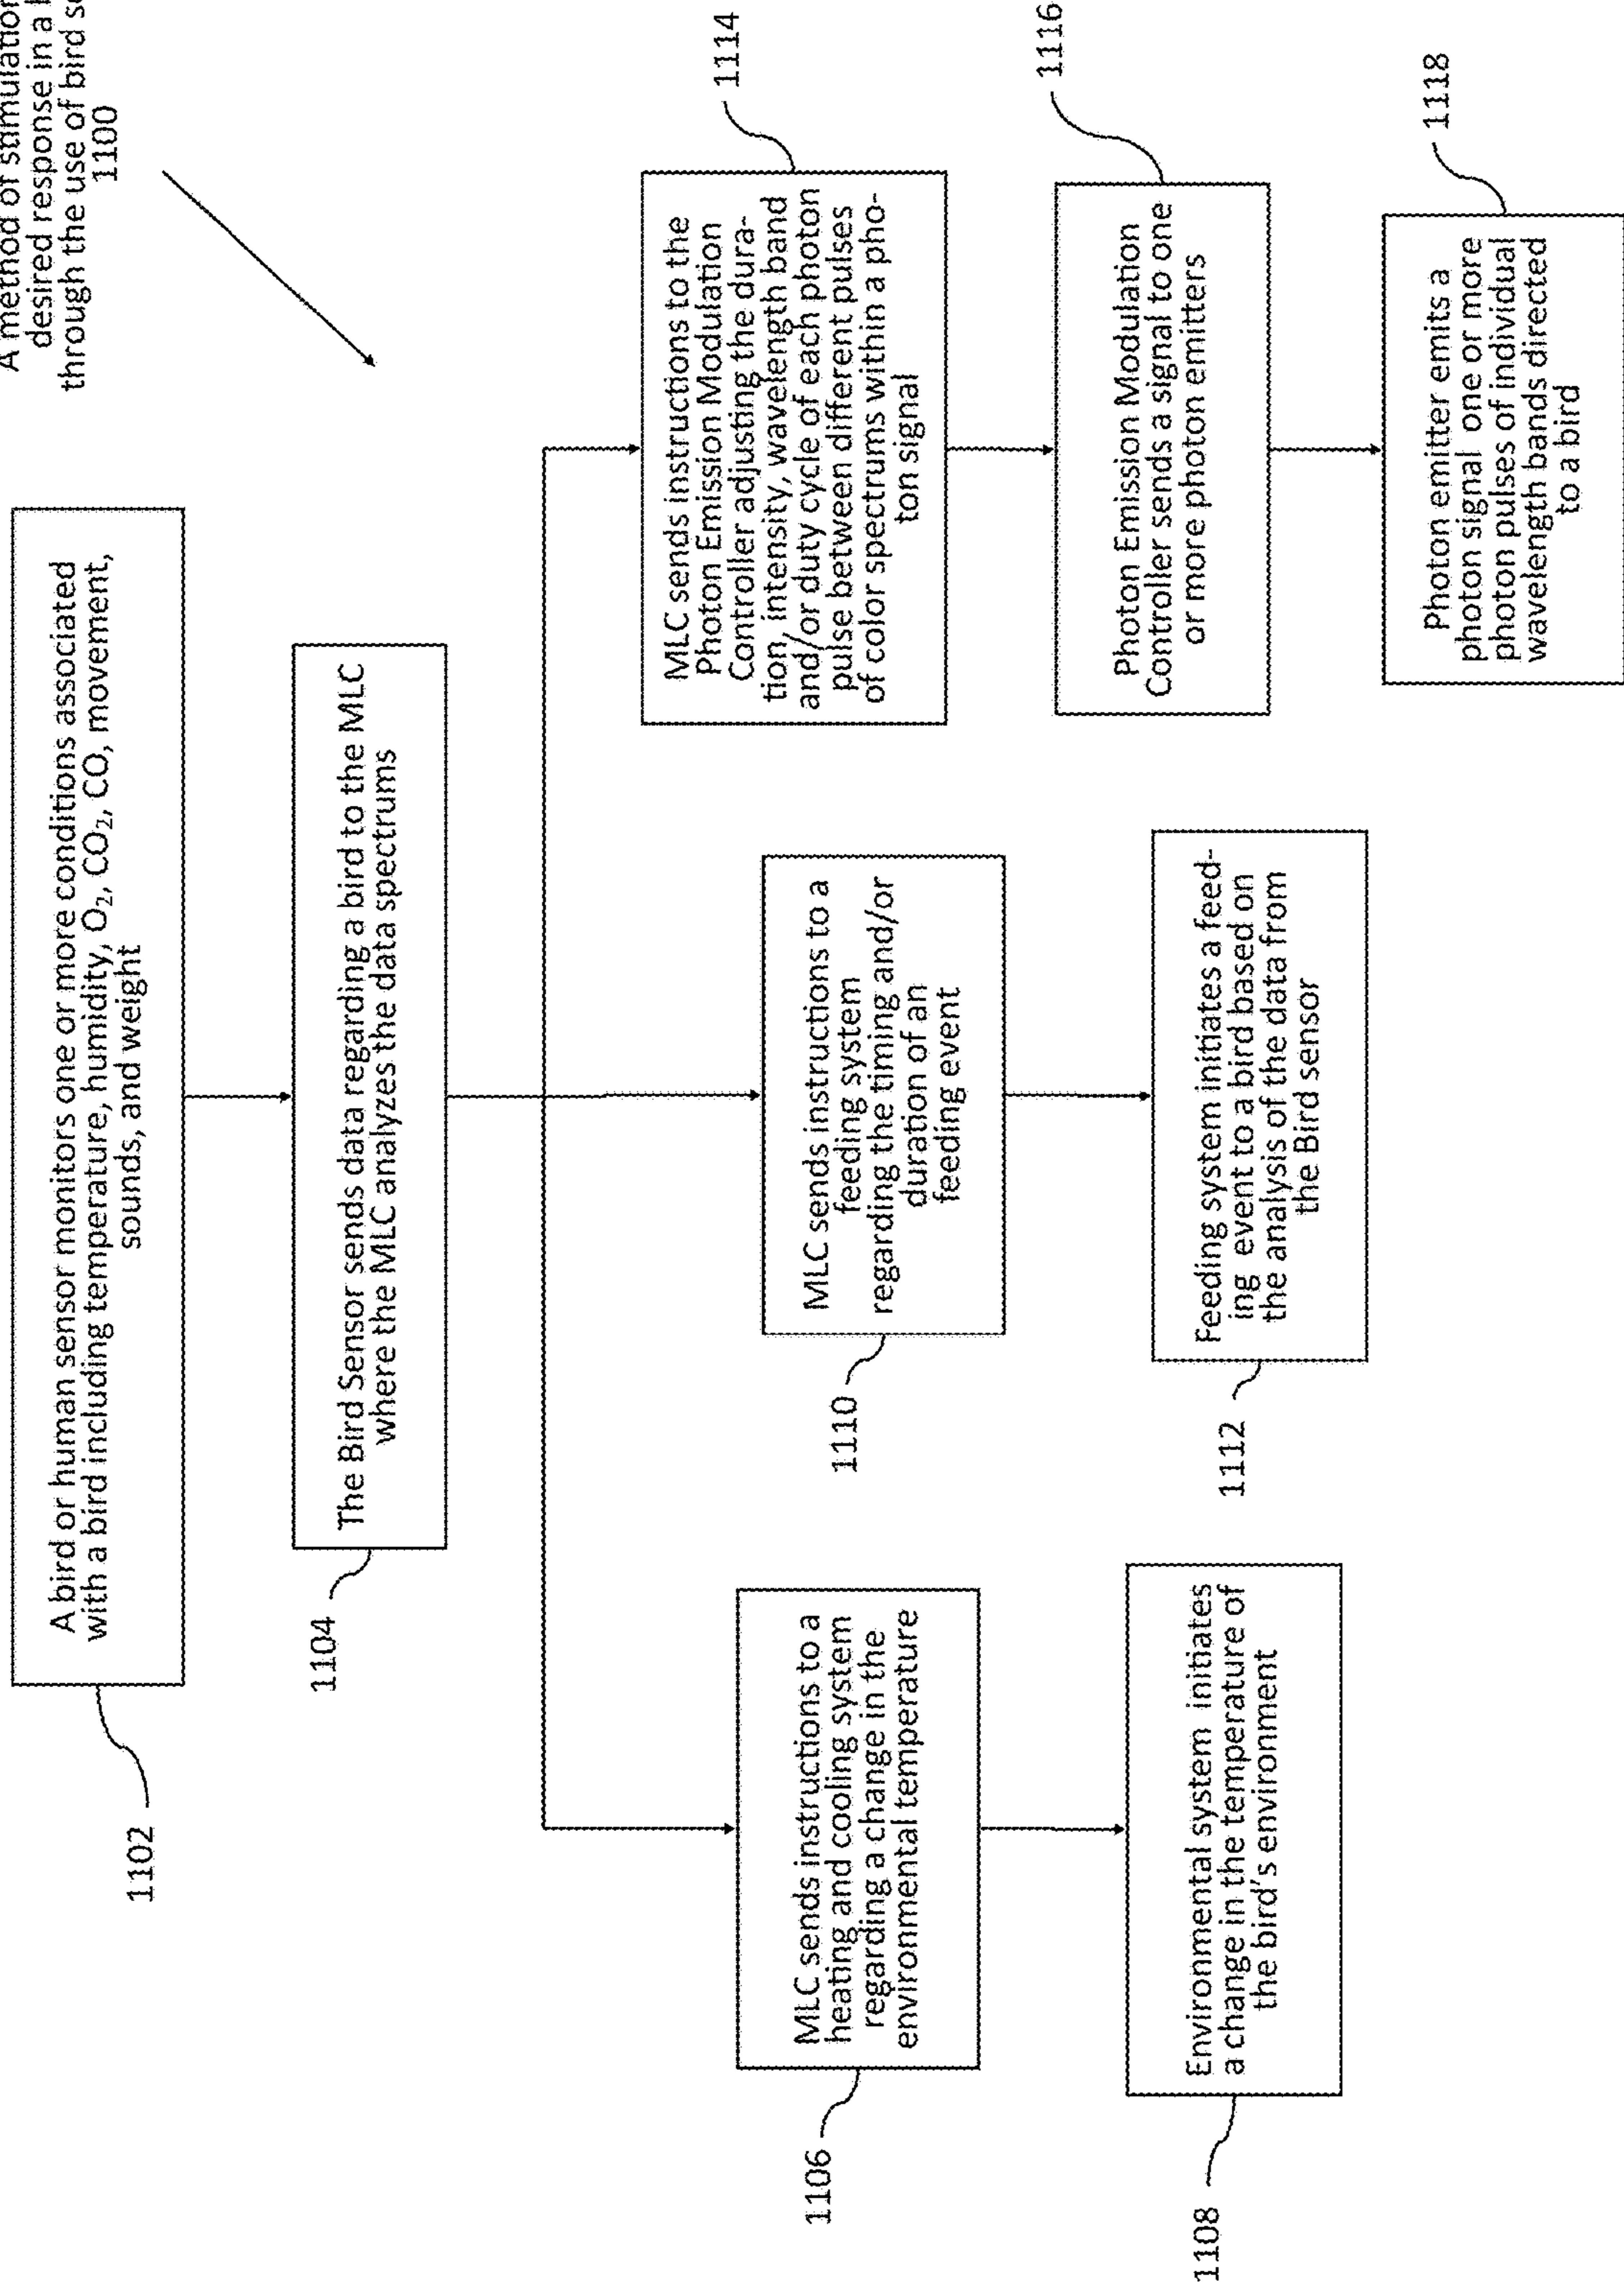 A method of stimulation
desired response in a
through the use of bird
1100
A bird or human sensor monitors one or more conditions associated
with a bird including temperature, humidity, O₂, CO₂, CO, movement,
sounds, and weight
1102
The Bird Sensor sends data regarding a bird to the MLC
where the MLC analyzes the data spectrums
1104
MLC sends instructions to a
heating and cooling system
regarding a change in the
environmental temperature
1106
Environmental system initiates
a change in the temperature of
the bird's environment
1108
MLC sends instructions to a
feeding system
regarding the timing and/or
duration of an
feeding event
1110
Feeding system initiates a feed-
ing event to a bird based on
the analysis of the data from
the Bird sensor
1112
MLC sends instructions to the
Photon Emission Modulation
Controller adjusting the dura-
tion, intensity, wavelength band
and/or duty cycle of each photon
pulse between different pulses
of color spectrums within a pho-
ton signal
1114
Photon Emission Modulation
Controller sends a signal to one
or more photon emitters
1116
Photon emitter emits a
photon signal one or more
photon pulses of individual
wavelength bands directed
to a bird
1118